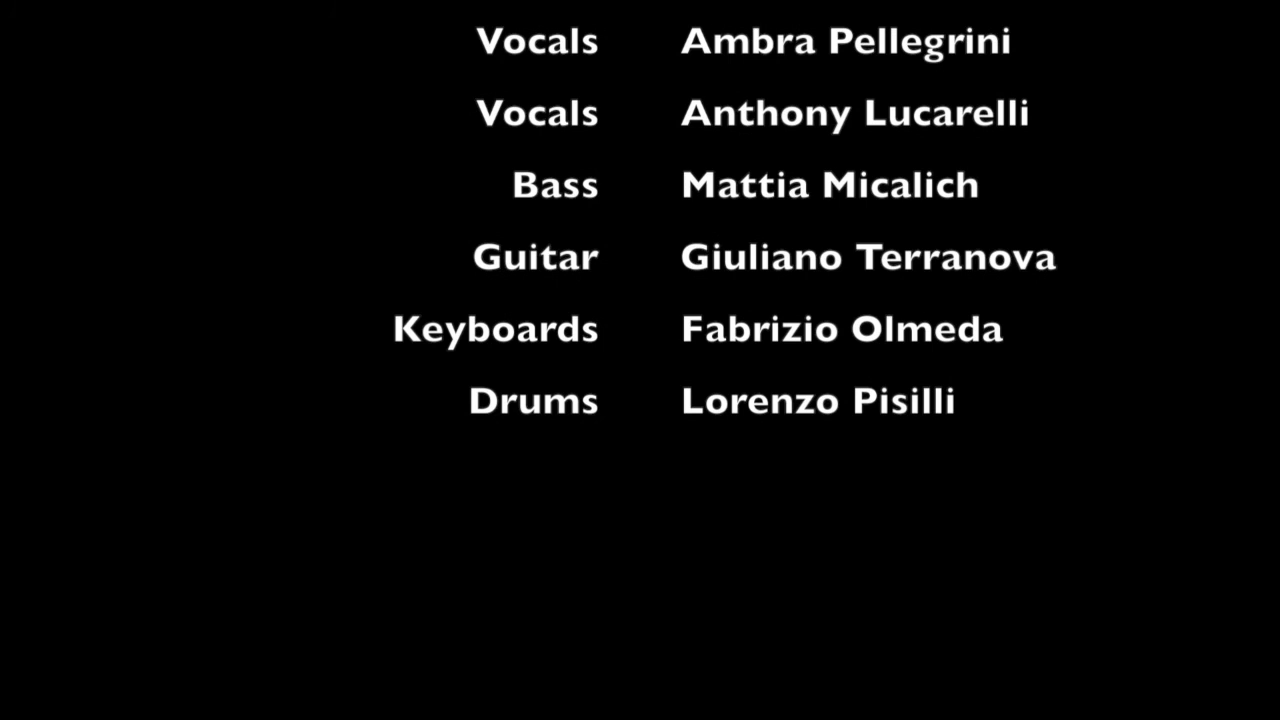 Vocals Ambra Pellegrini
Vocals Anthony Lucarelli
Bass Mattia Micalich
Guitar Giuliano Terranova
Keyboards Fabrizio Olmeda
Drums Lorenzo Pisilli